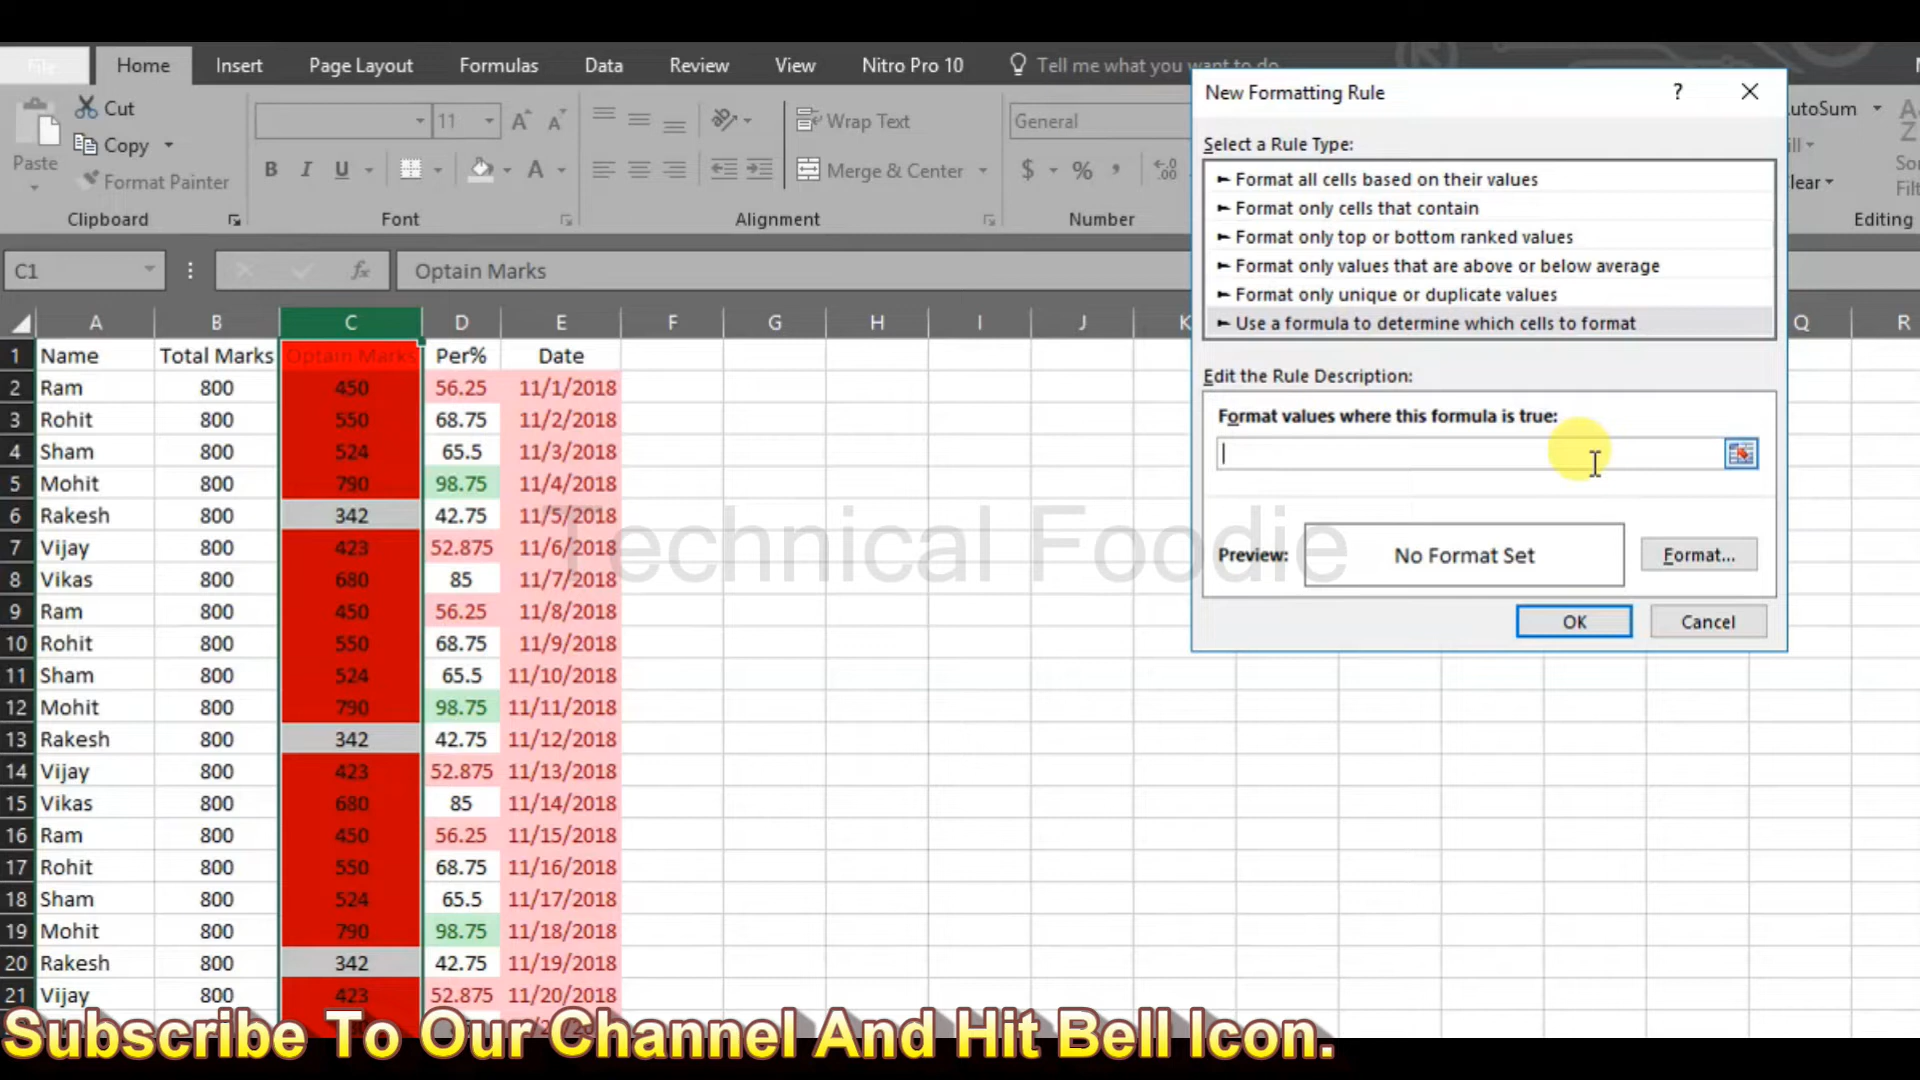 File Home Insert Page Layout Formulas Data Review View Nitro Pro 10 Tell me what you want to do...
Cut
Copy
Format Painter
Paste
Clipboard
11
B I U
Font
Wrap Text
Merge & Center
Alignment
General
$ %
Number
Clear
Editing
New Formatting Rule ? ×
Select a Rule Type:
► Format all cells based on their values
► Format only cells that contain
► Format only top or bottom ranked values
► Format only values that are above or below average
► Format only unique or duplicate values
► Use a formula to determine which cells to format
Edit the Rule Description:
Format values where this formula is true:
Preview: No Format Set Format...
OK Cancel
C1 fx Optain Marks
A B C D E F G H I J K Q R
1 Name Total Marks Optain Marks Per% Date
2 Ram 800 450 56.25 11/1/2018
3 Rohit 800 550 68.75 11/2/2018
4 Sham 800 524 65.5 11/3/2018
5 Mohit 800 790 98.75 11/4/2018
6 Rakesh 800 342 42.75 11/5/2018
7 Vijay 800 423 52.875 11/6/2018
8 Vikas 800 680 85 11/7/2018
9 Ram 800 450 56.25 11/8/2018
10 Rohit 800 550 68.75 11/9/2018
11 Sham 800 524 65.5 11/10/2018
12 Mohit 800 790 98.75 11/11/2018
13 Rakesh 800 342 42.75 11/12/2018
14 Vijay 800 423 52.875 11/13/2018
15 Vikas 800 680 85 11/14/2018
16 Ram 800 450 56.25 11/15/2018
17 Rohit 800 550 68.75 11/16/2018
18 Sham 800 524 65.5 11/17/2018
19 Mohit 800 790 98.75 11/18/2018
20 Rakesh 800 342 42.75 11/19/2018
21 Vijay 800 423 52.875 11/20/2018
Technical Foodie
Subscribe To Our Channel And Hit Bell Icon.